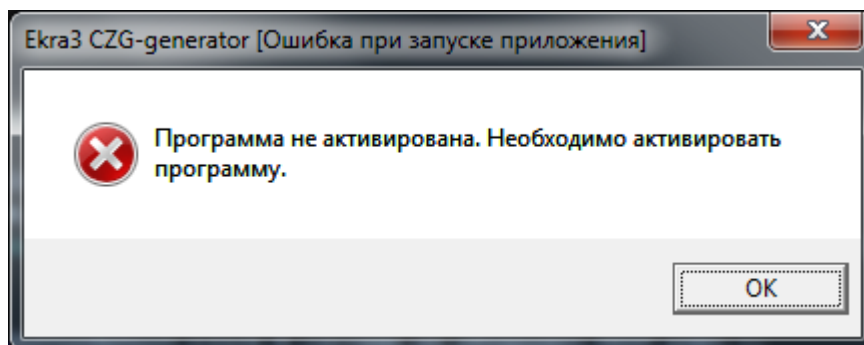 Ekra3 CZG-generator [Ошибка при запуске приложения]
Программа не активирована. Необходимо активировать
программу.
OK